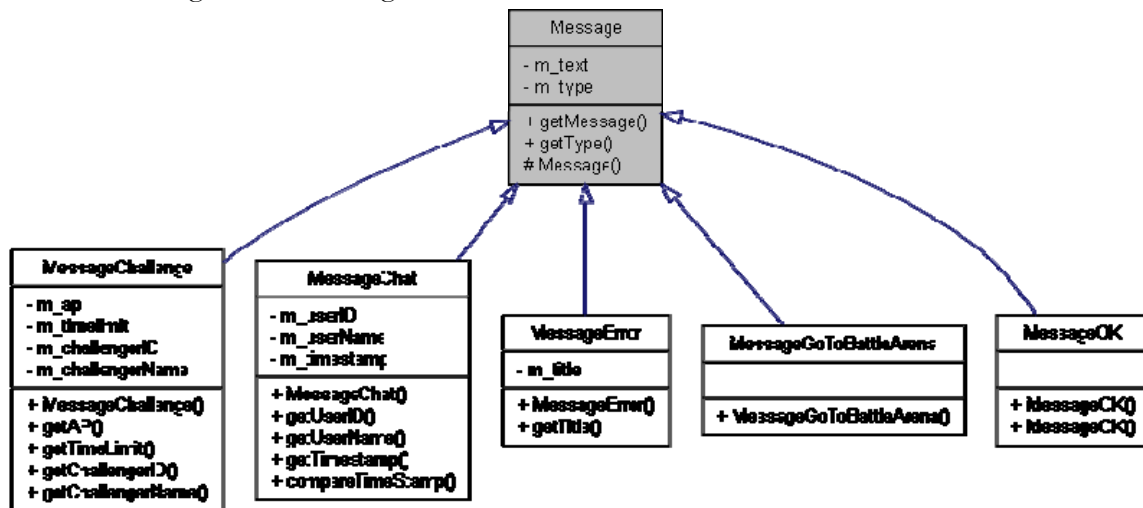 Message
- m_text
- m_type
+ getMessage()
+ getType()
# Message()
MessageChallenge
- m_ap
- m_timelimit
- m_challengerID
- m_challengerName
+ MessageChallenge()
+ getAP()
+ getTimeLimit()
+ getChallengerID()
+ getChallengerName()
MessageChat
- m_userID
- m_userName
- m_timestamp
+ MessageChat()
+ getUserID()
+ getUserName()
+ getTimestamp()
+ compareTimeStamp()
MessageError
- m_title
+ MessageError()
+ getTitle()
MessageGoToBattleArena
+ MessageGoToBattleArena()
MessageOK
+ MessageOK()
+ MessageOK()